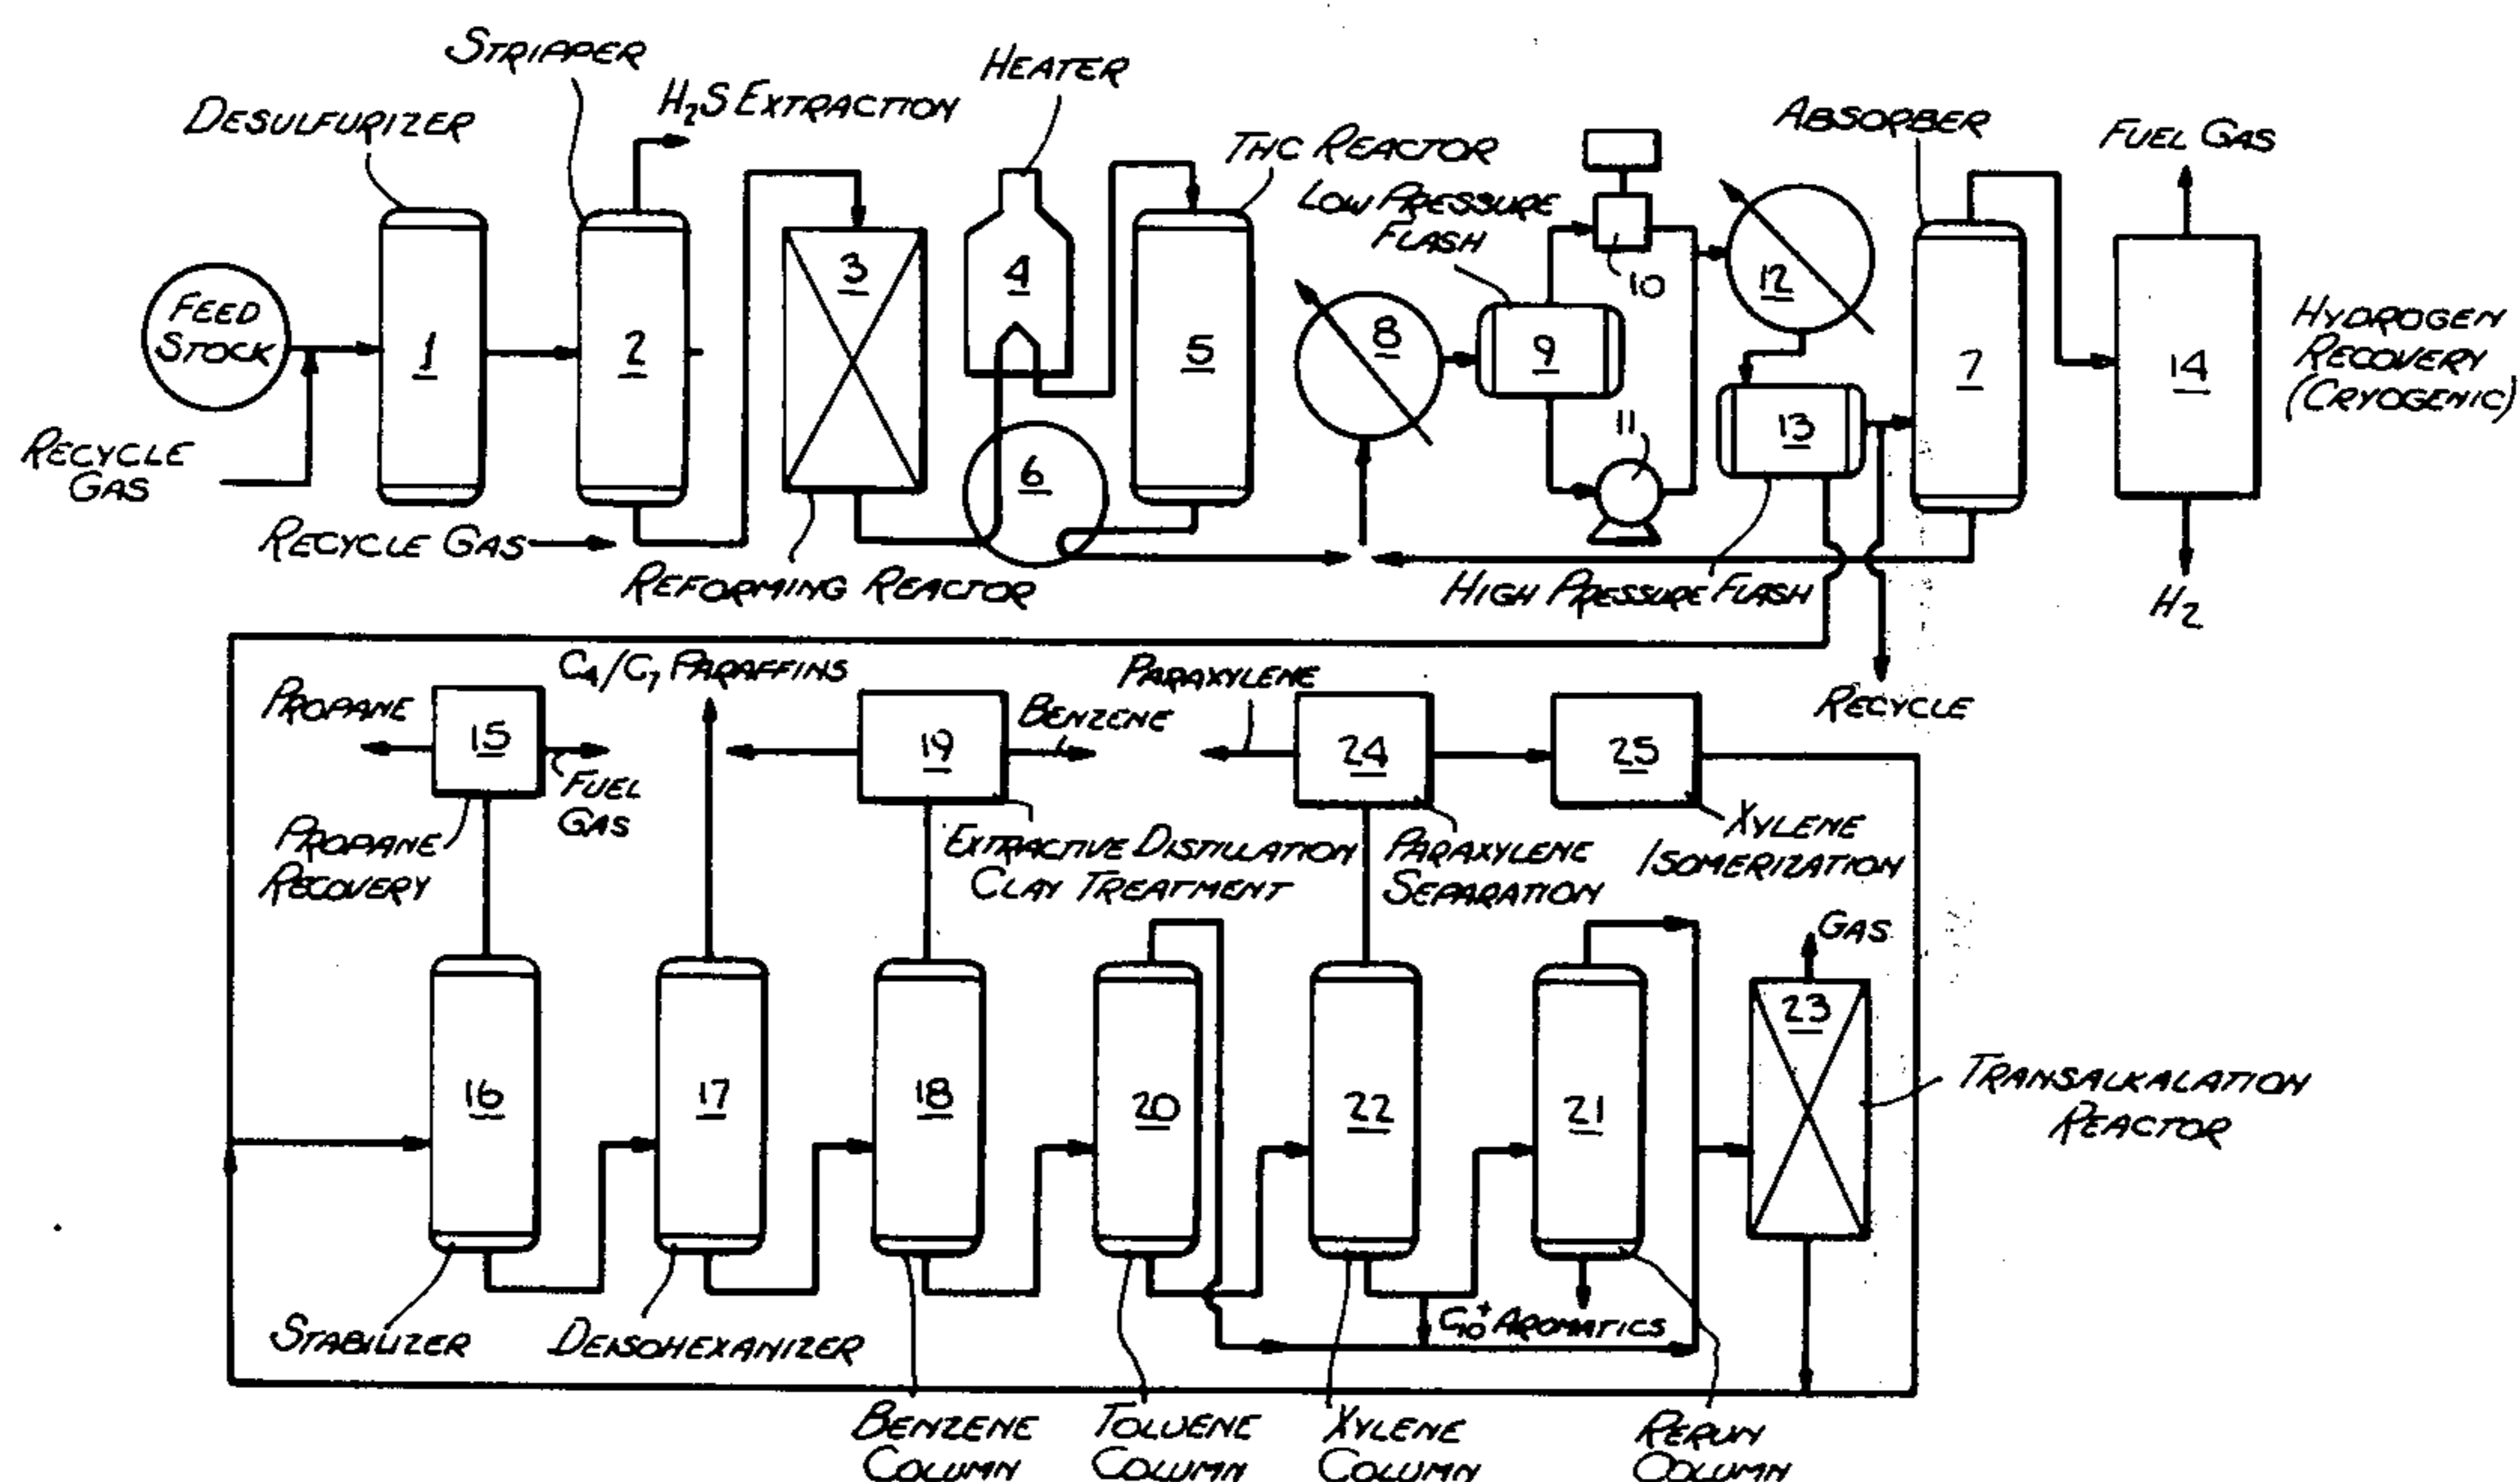 STRIPPER
HEATER
DESULFURIZER
H2S EXTRACTION
ABSORBER
THC REACTOR
FUEL GAS
LOW PRESSURE
FLASH
FEED
STOCK
1
2
3
4
5
6
8
9
10
11
12
13
7
14
HYDROGEN
RECOVERY
(CRYOGENIC)
RECYCLE
GAS
RECYCLE GAS
REFORMING REACTOR
HIGH PRESSURE FLASH
H2
C4/C7 PARAFFINS
PARAXYLENE
RECYCLE
PROPANE
15
FUEL
GAS
19
BENZENE
24
25
PROPANE
RECOVERY
EXTRACTIVE DISTILLATION
CLAY TREATMENT
PARAXYLENE
SEPARATION
XYLENE
ISOMERIZATION
GAS
16
17
18
20
22
21
23
TRANSALKALATION
REACTOR
C10+ AROMATICS
STABILIZER
DEISOHEXANIZER
BENZENE
COLUMN
TOLUENE
COLUMN
XYLENE
COLUMN
RERUN
COLUMN